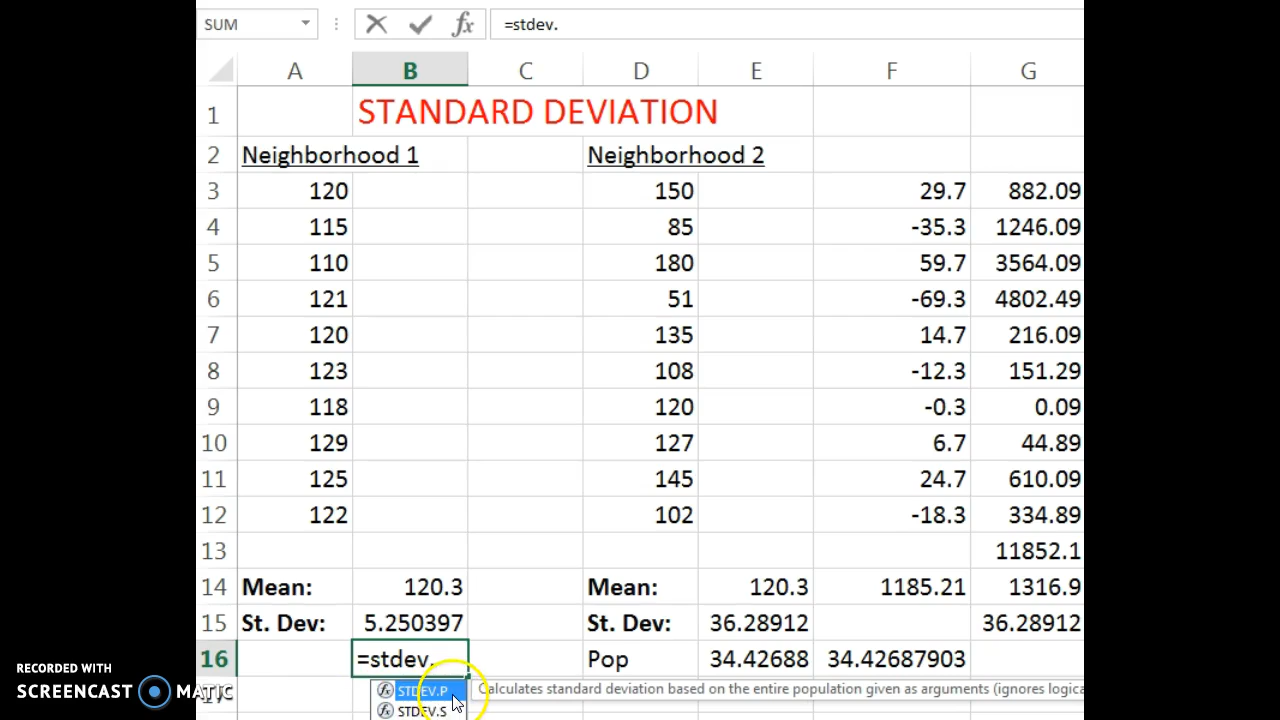 SUM fx =stdev.
A B C D E F G
1 STANDARD DEVIATION
2 Neighborhood 1 Neighborhood 2
3 120 150 29.7 882.09
4 115 85 -35.3 1246.09
5 110 180 59.7 3564.09
6 121 51 -69.3 4802.49
7 120 135 14.7 216.09
8 123 108 -12.3 151.29
9 118 120 -0.3 0.09
10 129 127 6.7 44.89
11 125 145 24.7 610.09
12 122 102 -18.3 334.89
13 11852.1
14 Mean: 120.3 Mean: 120.3 1185.21 1316.9
15 St. Dev: 5.250397 St. Dev: 36.28912 36.28912
16 =stdev. Pop 34.42688 34.42687903
STDEV.P Calculates standard deviation based on the entire population given as arguments (ignores logica
STDEV.S
RECORDED WITH
SCREENCAST MATIC